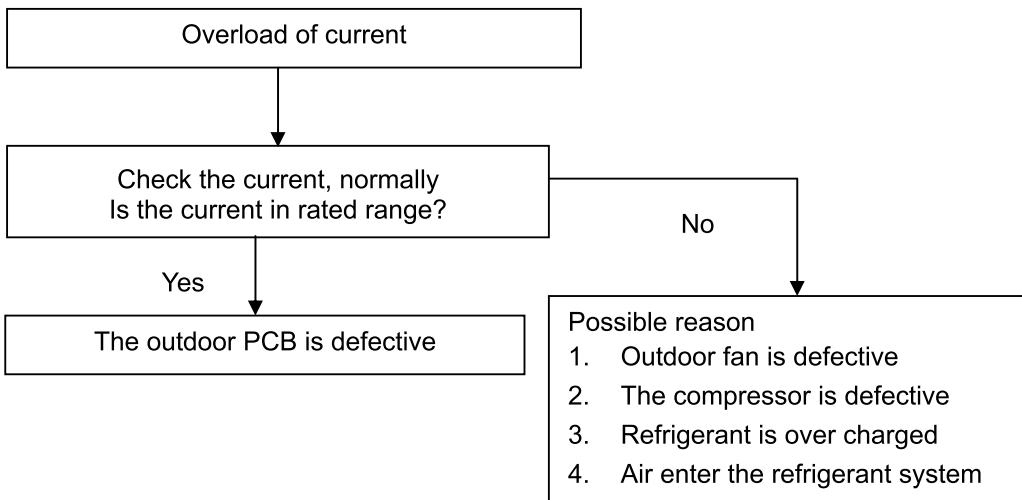 Overload of current
Check the current, normally
Is the current in rated range?
No
Yes
The outdoor PCB is defective
Possible reason
1. Outdoor fan is defective
2. The compressor is defective
3. Refrigerant is over charged
4. Air enter the refrigerant system